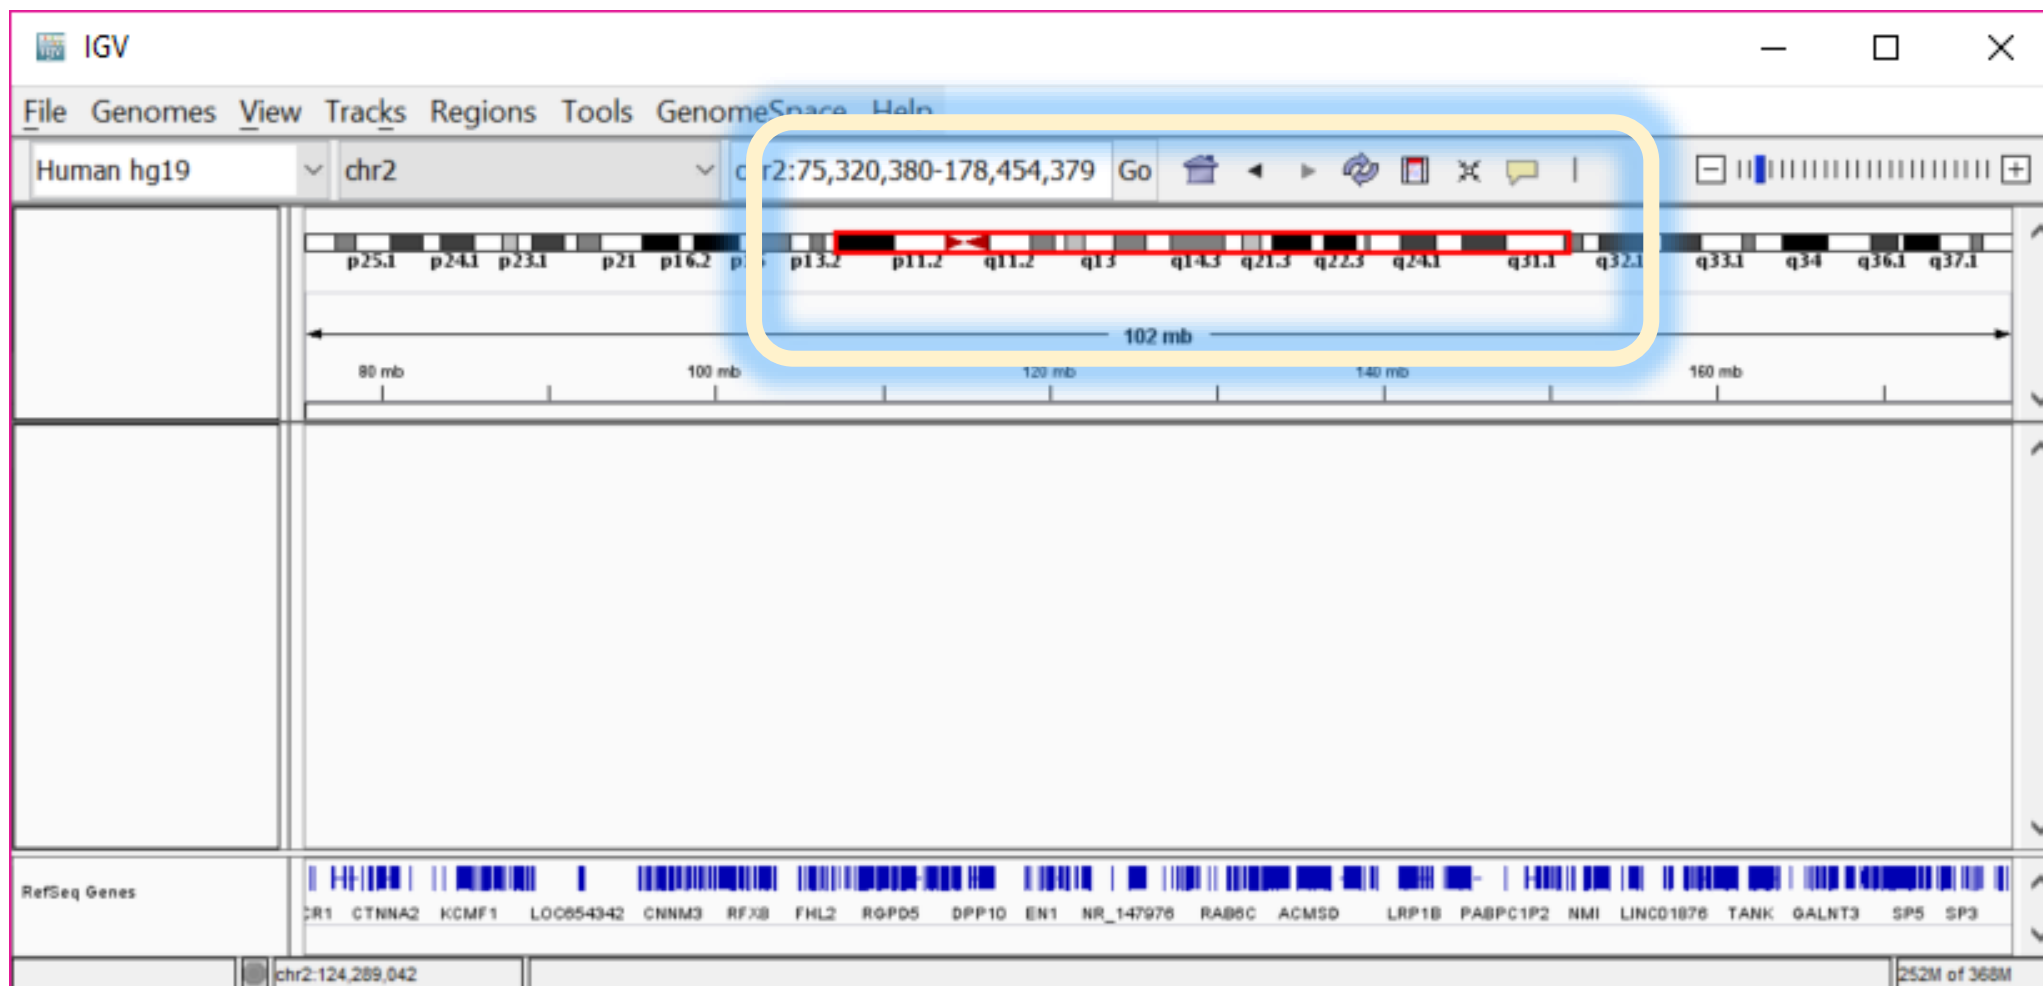 IGV
File Genomes View Tracks Regions Tools GenomeSpace Help
Human hg19 chr2 chr2:75,320,380-178,454,379 Go
p25.1 p24.1 p23.1 p21 p16.2 p13.2 p11.2 q11.2 q13 q14.3 q21.3 q22.3 q24.1 q31.1 q32.1 q33.1 q34 q36.1 q37.1
102 mb
80 mb 100 mb 120 mb 140 mb 160 mb
RefSeq Genes
CR1 CTNNA2 KCMF1 LOC654342 CNNM3 RFX8 FHL2 RGPD5 DPP10 EN1 NR_147976 RAB6C ACMSD LRP1B PABPC1P2 NMI LINC01876 TANK GALNT3 SP5 SP3
chr2:124,289,042 252M of 368M